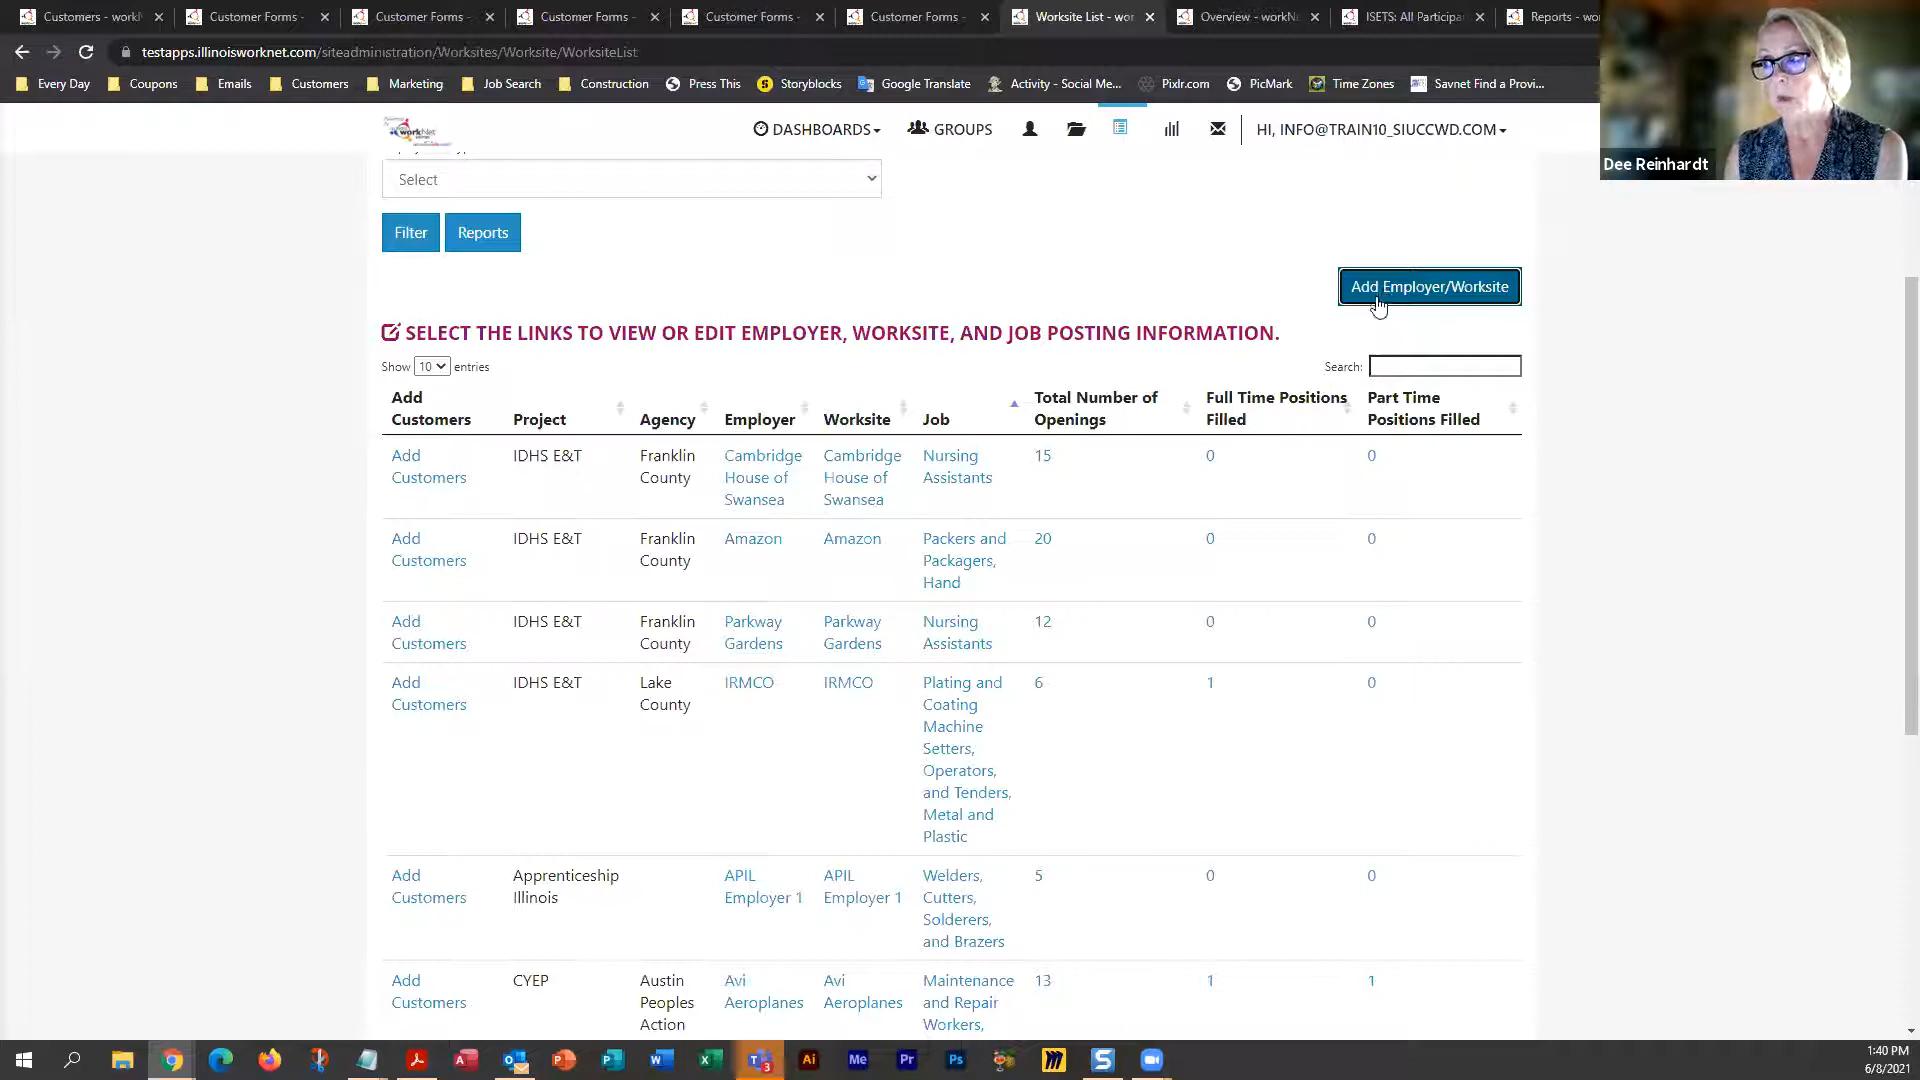 Customers - workN
Customer Forms -
Customer Forms -
Customer Forms -
Customer Forms -
Customer Forms -
Worksite List - wor
Overview - workNe
ISETS: All Participa
Reports - wo
testapps.illinoisworknet.com/siteadministration/Worksites/Worksite/WorksiteList
Every Day Coupons Emails Customers Marketing Job Search Construction Press This Storyblocks Google Translate Activity - Social Me... Pixlr.com PicMark Time Zones Savnet Find a Provi...
Dee Reinhardt
workNet
DASHBOARDS GROUPS HI, INFO@TRAIN10_SIUCCWD.COM
Select
Filter Reports
Add Employer/Worksite
SELECT THE LINKS TO VIEW OR EDIT EMPLOYER, WORKSITE, AND JOB POSTING INFORMATION.
Show 10 entries Search:
Add Total Number of Full Time Positions Part Time
Customers Project Agency Employer Worksite Job Openings Filled Positions Filled
Add IDHS E&T Franklin Cambridge Cambridge Nursing 15 0 0
Customers County House of House of Assistants
Swansea Swansea
Add IDHS E&T Franklin Amazon Amazon Packers and 20 0 0
Customers County Packagers,
Hand
Add IDHS E&T Franklin Parkway Parkway Nursing 12 0 0
Customers County Gardens Gardens Assistants
Add IDHS E&T Lake IRMCO IRMCO Plating and 6 1 0
Customers County Coating
Machine
Setters,
Operators,
and Tenders,
Metal and
Plastic
Add Apprenticeship APIL APIL Welders, 5 0 0
Customers Illinois Employer 1 Employer 1 Cutters,
Solderers,
and Brazers
Add CYEP Austin Avi Avi Maintenance 13 1 1
Customers Peoples Aeroplanes Aeroplanes and Repair
Action Workers,
1:40 PM
6/8/2021